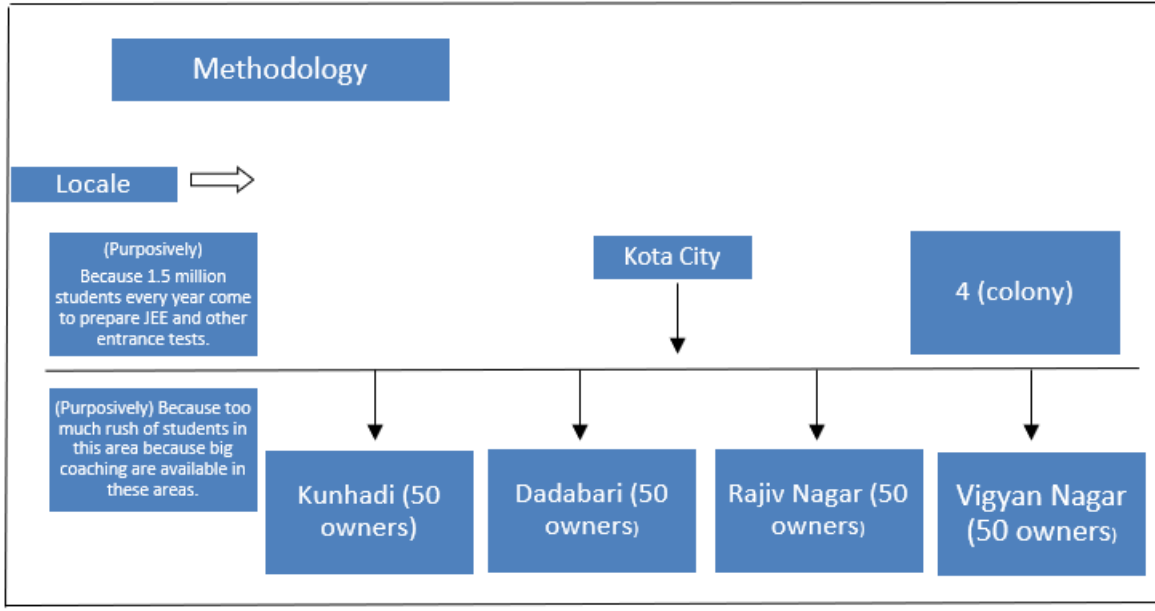 Methodology
Locale
(Purposively)
Because 1.5 million
students every year come
to prepare JEE and other
entrance tests.
Kota City
4 (colony)
(Purposively) Because too
much rush of students in
this area because big
coaching are available in
these areas.
Kunhadi (50
owners)
Dadabari (50
owners)
Rajiv Nagar (50
owners)
Vigyan Nagar
(50 owners)